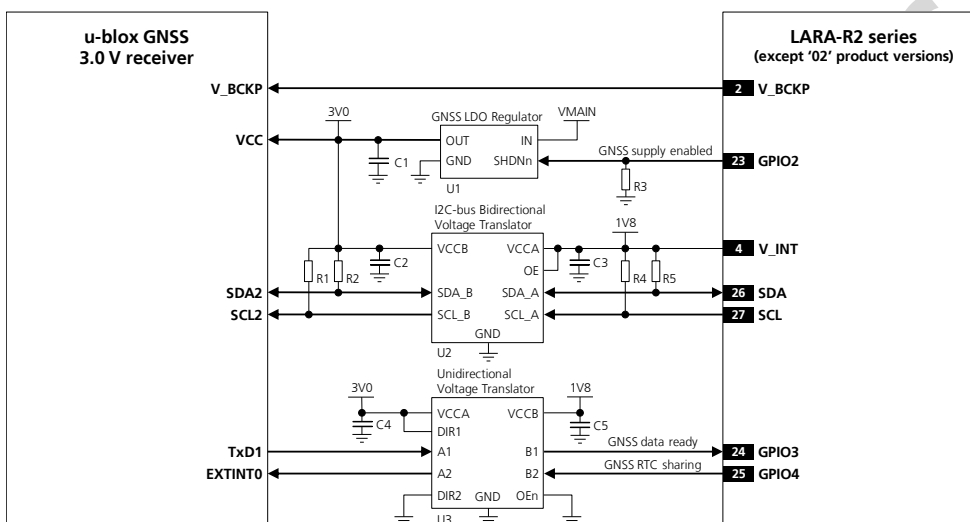 u-blox GNSS
3.0 V receiver
LARA-R2 series
(except ‘02’ product versions)
V_BCKP
2 V_BCKP
3V0
GNSS LDO Regulator
VMAIN
VCC
OUT
IN
GND
SHDNn
C1
U1
GNSS supply enabled
23 GPIO2
R3
I2C-bus Bidirectional
Voltage Translator
1V8
VCCB
VCCA
4 V_INT
OE
R1
R2
C2
C3
R4
R5
SDA2
SDA_B
SDA_A
26 SDA
SCL2
SCL_B
SCL_A
27 SCL
GND
U2
Unidirectional
Voltage Translator
3V0
1V8
VCCA
VCCB
C4
DIR1
C5
TxD1
A1
B1
GNSS data ready
24 GPIO3
EXTINT0
A2
B2
GNSS RTC sharing
25 GPIO4
DIR2
GND
OEn
U3